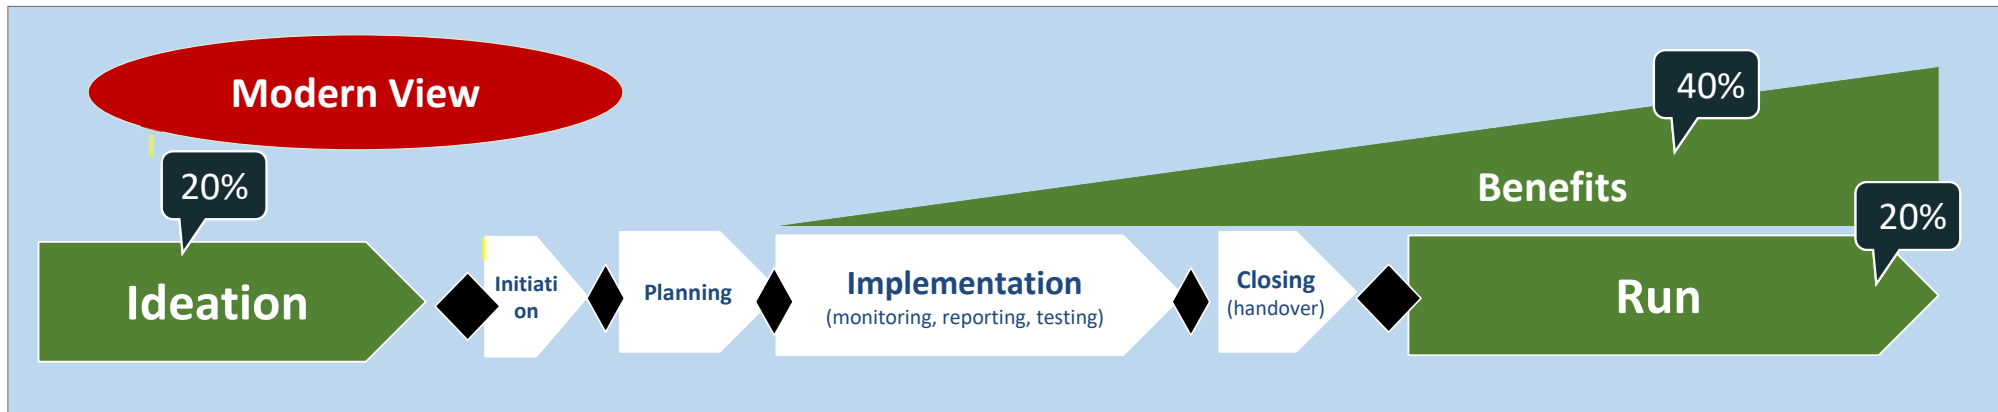 Modern View
40%
20%
Benefits
20%
Ideation
Initiati
on
Planning
Implementation
(monitoring, reporting, testing)
Closing
(handover)
Run